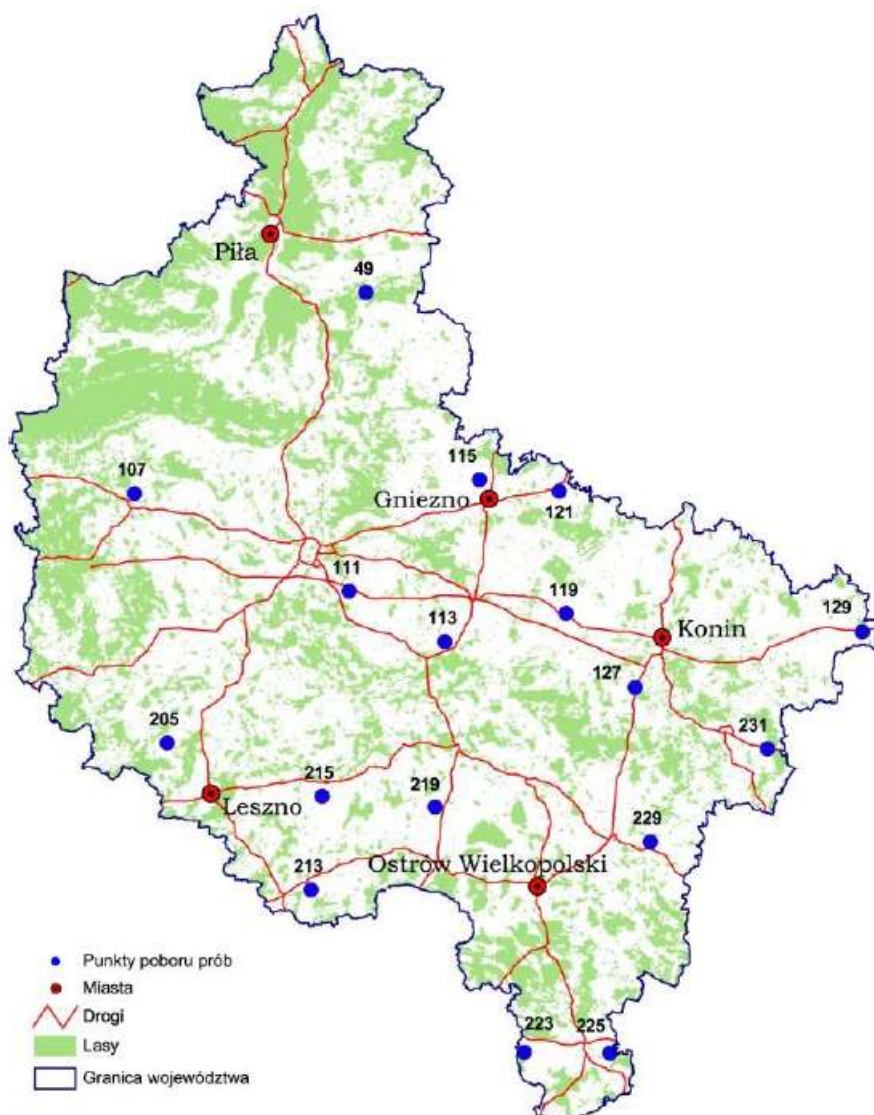 Piła
49
115
107
Gniezno
121
111
119
129
113
Konin
127
205
231
215
219
Leszno
229
213
Ostrów Wielkopolski
Punkty poboru prób
Miasta
Drogi
223
225
Lasy
Granica województwa